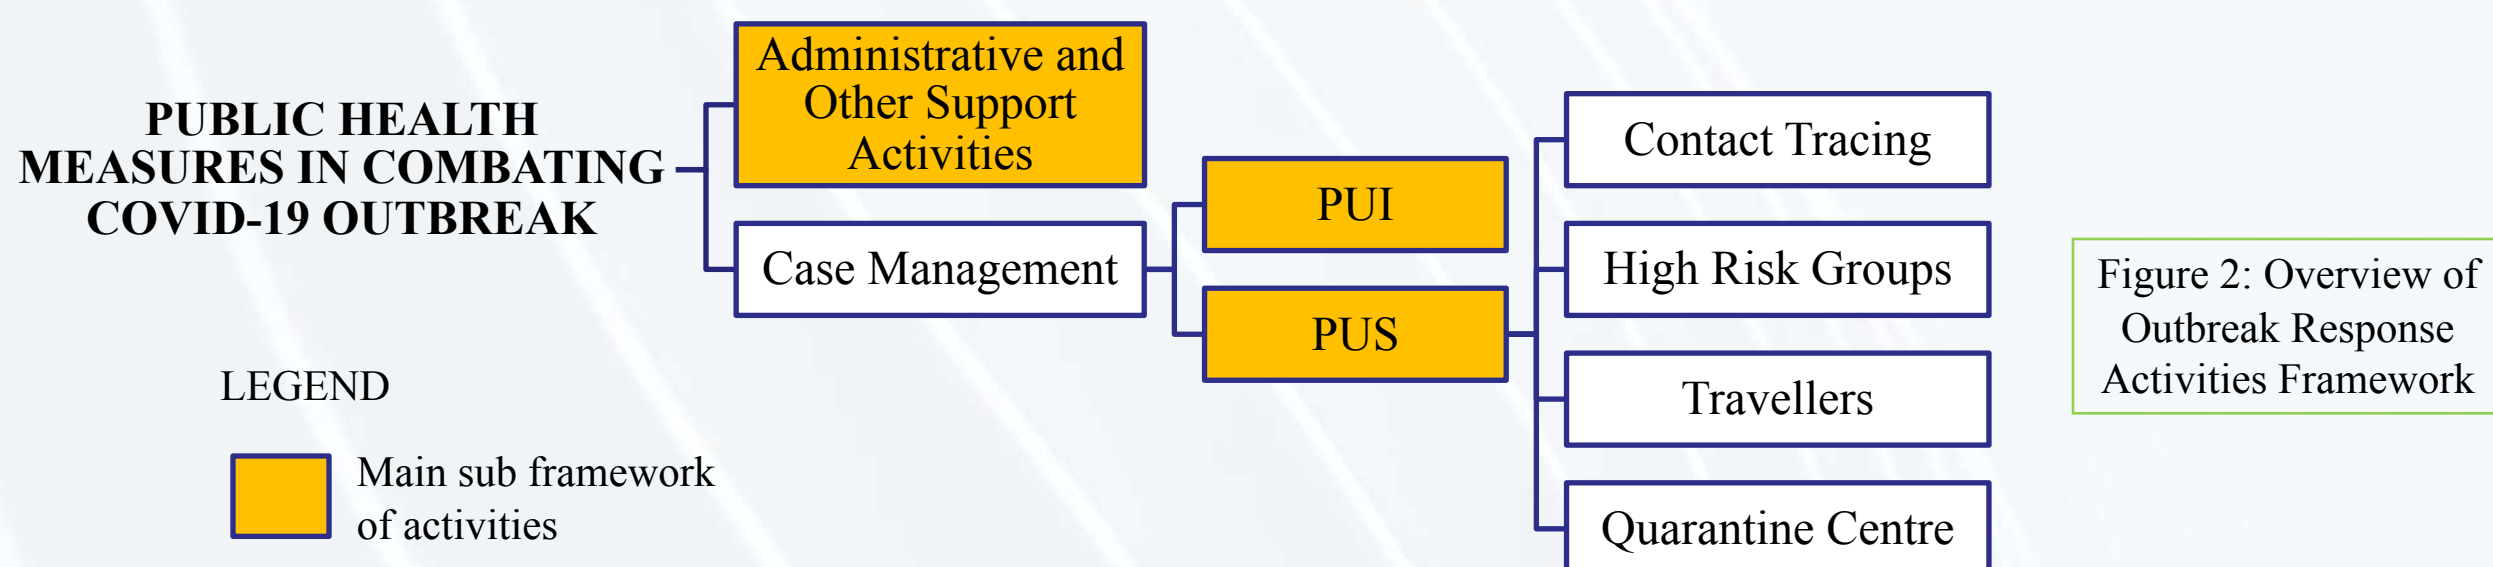 PUBLIC HEALTH
MEASURES IN COMBATING
COVID-19 OUTBREAK
Administrative and
Other Support
Activities
Case Management
PUI
PUS
Contact Tracing
High Risk Groups
Travellers
Quarantine Centre
LEGEND
Main sub framework
of activities
Figure 2: Overview of
Outbreak Response
Activities Framework